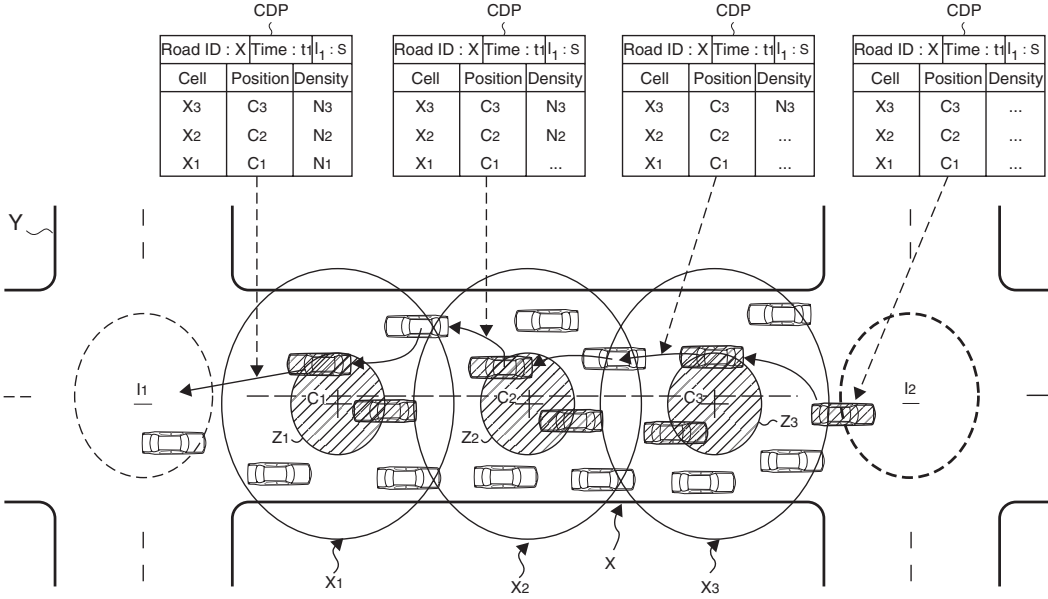 CDP CDP CDP CDP
Road ID : X Time : t1 I1 : S Road ID : X Time : t1 I1 : S Road ID : X Time : t1 I1 : S Road ID : X Time : t1 I1 : S
Cell Position Density Cell Position Density Cell Position Density Cell Position Density
X3 C3 N3 X3 C3 N3 X3 C3 N3 X3 C3 ...
X2 C2 N2 X2 C2 N2 X2 C2 ... X2 C2 ...
X1 C1 N1 X1 C1 ... X1 C1 ... X1 C1 ...
Y
I1 C1 C2 C3 I2
Z1 Z2 Z3
X1 X2 X X3